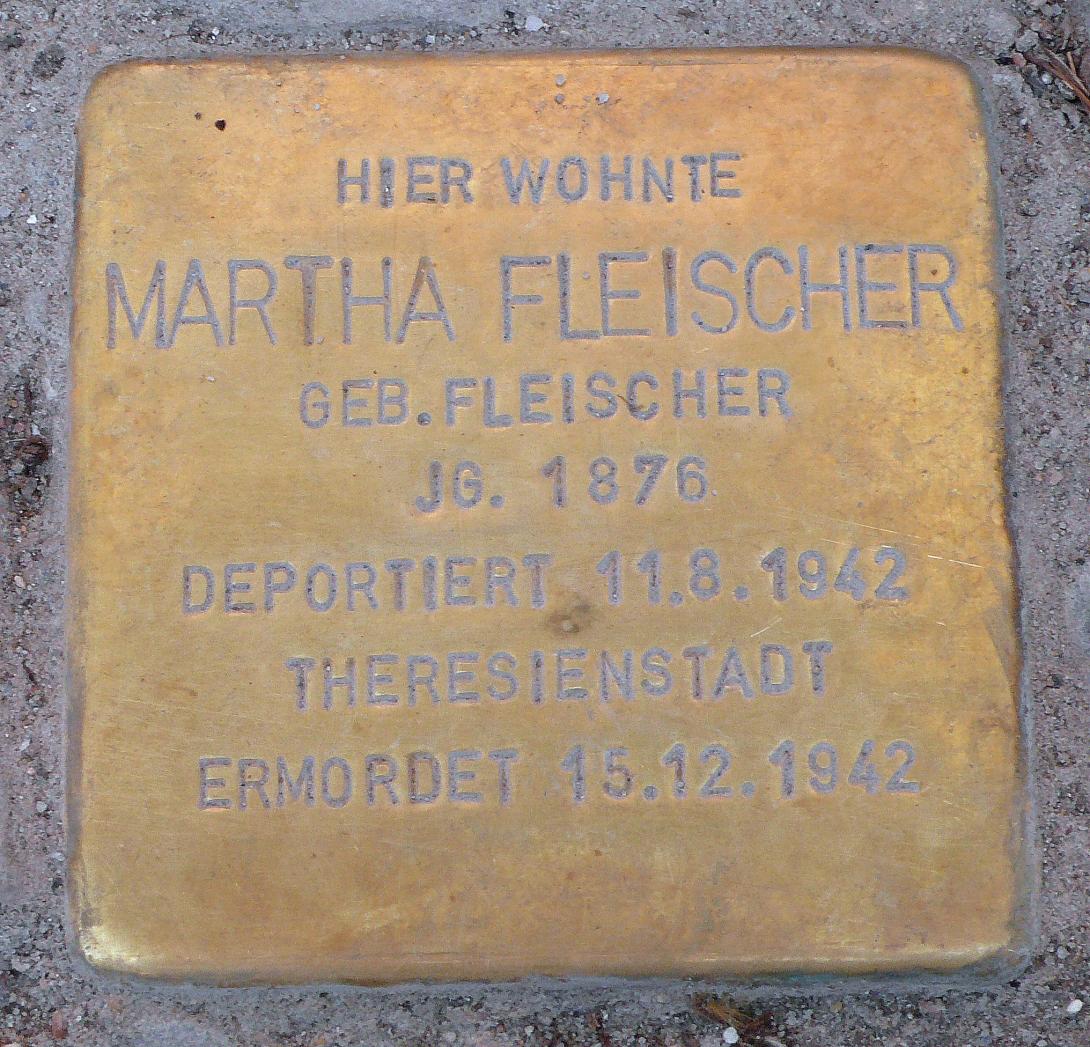 HIER WOHNTE
MARTHA FLEISCHER
GEB. FLEISCHER
JG. 1876
DEPORTIERT 11.8.1942
THERESIENSTADT
ERMORDET 15.12.1942